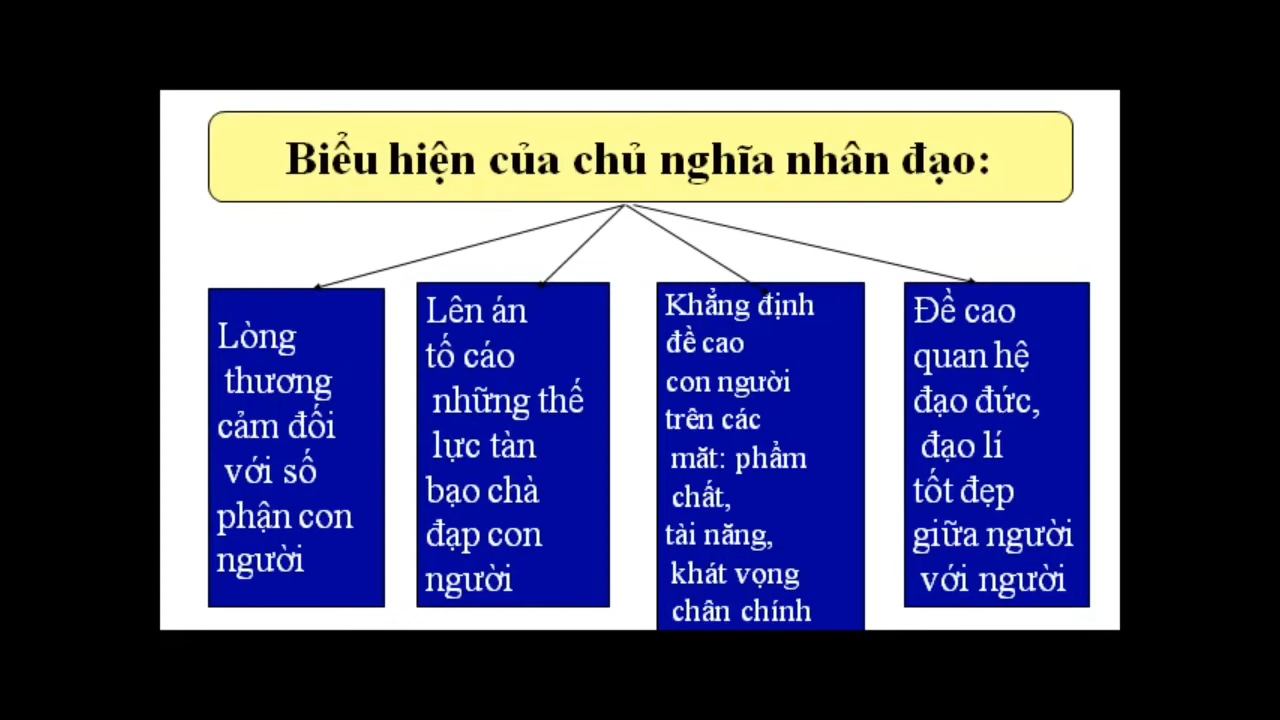 Biểu hiện của chủ nghĩa nhân đạo:
Lòng
thương
cảm đối
với số
phận con
người
Lên án
tố cáo
những thế
lực tàn
bạo chà
đạp con
người
Khẳng định
đề cao
con người
trên các
măt: phẩm
chất,
tài năng,
khát vọng
chân chính
Đề cao
quan hệ
đạo đức,
đạo lí
tốt đẹp
giữa người
với người